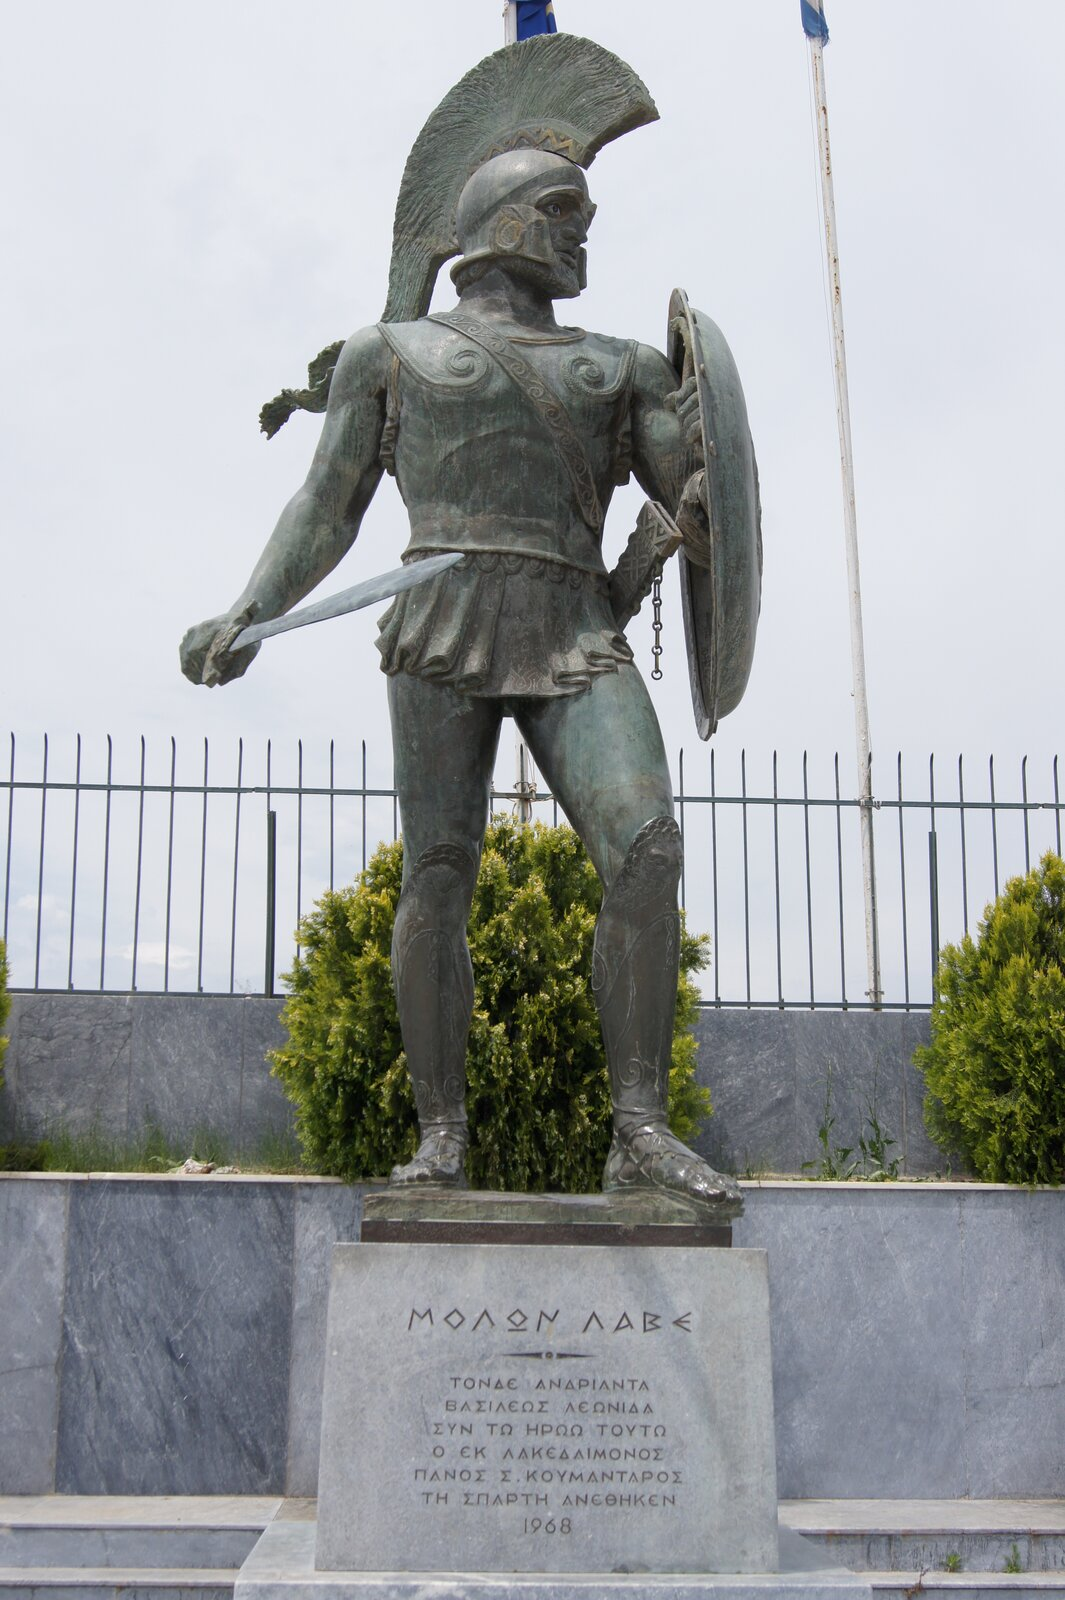 ΜΟΛΩΝ ΛΑΒΕ
ΤΟΝΔΕ ΑΝΔΡΙΑΝΤΑ
ΒΑΣΙΛΕΩΣ ΛΕΩΝΙΔΑ
ΣΥΝ ΤΩ ΗΡΩΩ ΤΟΥΤΩ
Ο ΕΚ ΛΑΚΕΔΑΙΜΟΝΟΣ
ΠΑΝΟΣ Σ. ΚΟΥΜΑΝΤΑΡΟΣ
ΤΗ ΣΠΑΡΤΗ ΑΝΕΘΗΚΕΝ
1968